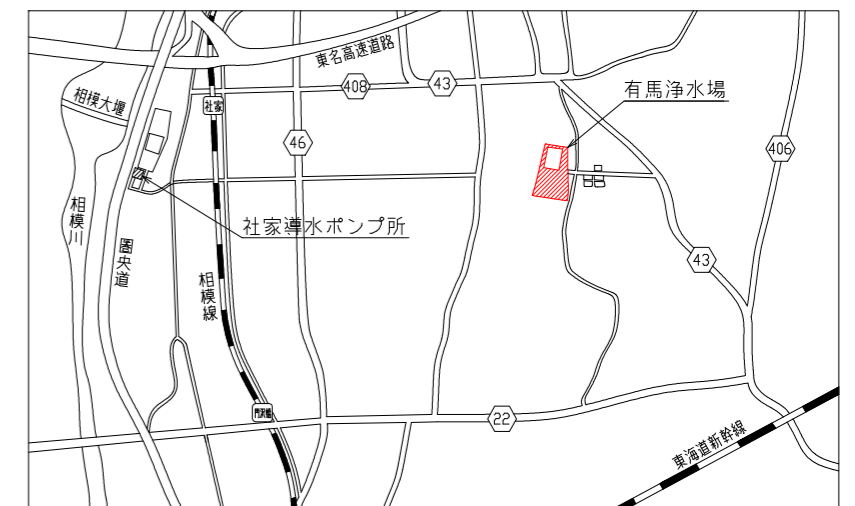 東名高速道路
408
43
有馬浄水場
相模大堰
社家
46
406
社家導水ポンプ所
相模川
圏央道
相模線
43
門沢橋
22
東海道新幹線